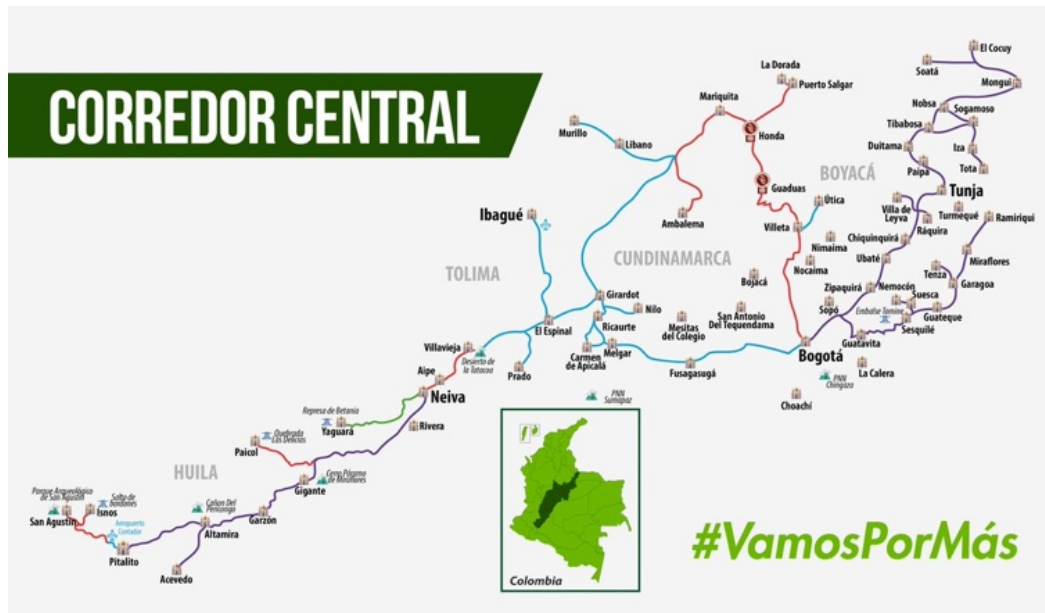 CORREDOR CENTRAL
El Cocuy
Soatá
Mongui
La Dorada
Puerto Salgar
Mariquita
Nobsa
Sogamoso
Tibabosa
Murillo
Líbano
Honda
Duitama
Iza
Paipa
Tota
BOYACÁ
Guaduas
Tunja
Ibagué
Ambalema
Útica
Villa de
Leyva
Turmequé
Ramiriqui
Villeta
Ráquira
Nimaima
Chiquinquirá
CUNDINAMARCA
TOLIMA
Nocaima
Ubaté
Miraflores
Tenza
Bojacá
Garagoa
Zipaquirá
Nemocón
Suesca
Girardot
Nilo
Sopó
Embalse Tomine
Guateque
El Espinal
Ricaurte
Mesitas
del Colegio
San Antonio
Del Tequendama
Sesquilé
Guatavita
Villavieja
Desierto de
la Tatacoa
Carmen
de Apicalá
Melgar
Bogotá
Prado
Fusagasugá
La Calera
Aipe
PNN
Chingaza
Neiva
PNN
Sumapaz
Choachí
Represa de Betania
Yaguará
Rivera
Quebrada
Las Delicias
Paicol
HUILA
Gigante
Cerro Páramo
de Miraflores
Parque Arqueológico
de San Agustín
Salto de
bordones
Cañon Del
Pericongo
San Agustín
Isnos
Garzón
Aeropuerto
Contador
Altamira
Pitalito
Acevedo
Colombia
#VamosPorMás